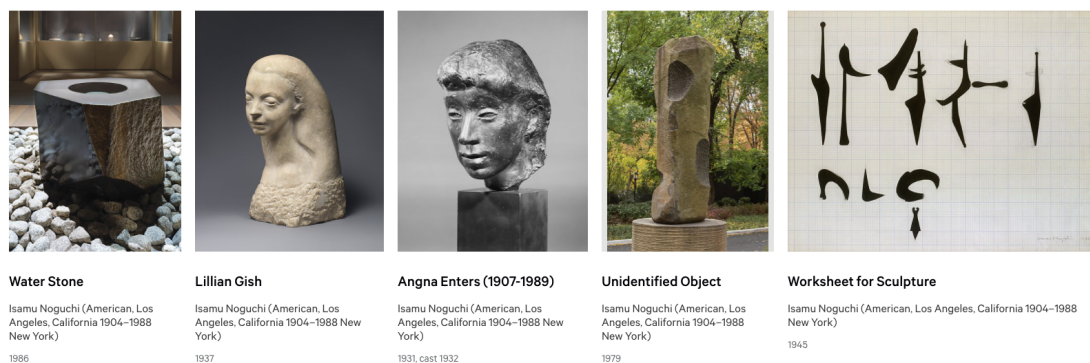 Water Stone
Isamu Noguchi (American, Los
Angeles, California 1904–1988
New York)
1986
Lillian Gish
Isamu Noguchi (American, Los
Angeles, California 1904–1988 New
York)
1937
Angna Enters (1907-1989)
Isamu Noguchi (American, Los
Angeles, California 1904–1988 New
York)
1931, cast 1932
Unidentified Object
Isamu Noguchi (American, Los
Angeles, California 1904–1988
New York)
1979
Worksheet for Sculpture
Isamu Noguchi (American, Los Angeles, California 1904–1988
New York)
1945